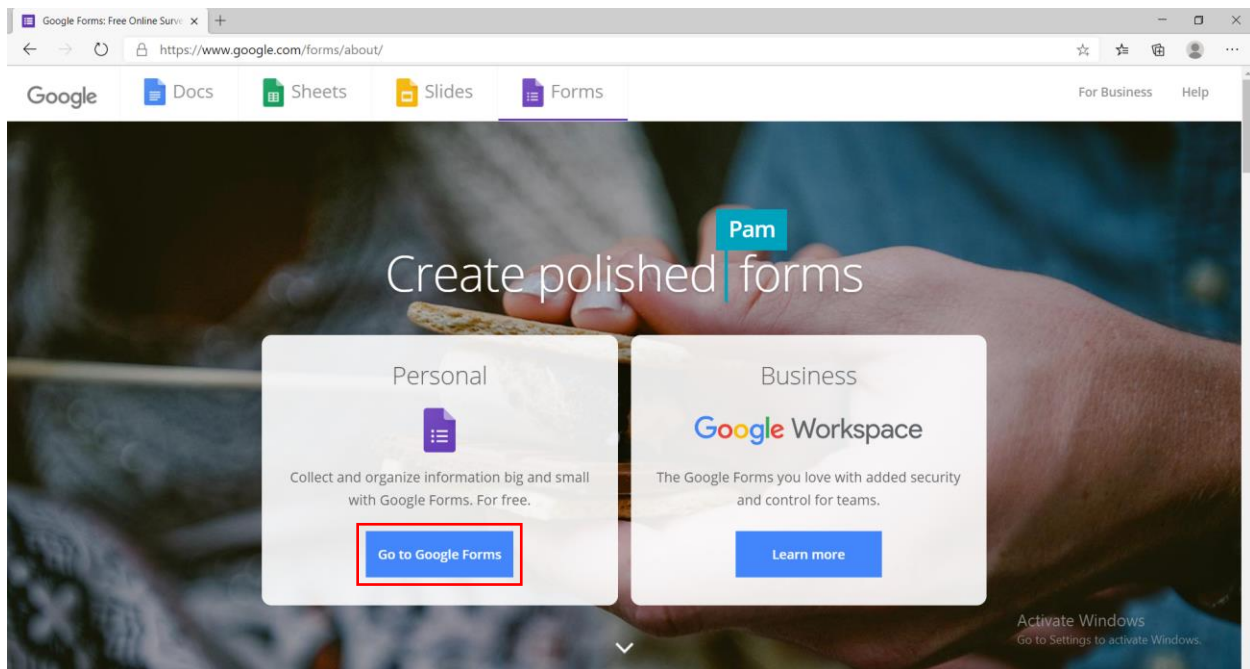 Google Forms: Free Online Surve
https://www.google.com/forms/about/
Google Docs Sheets Slides Forms For Business Help
Pam
Create polished forms
Personal
Collect and organize information big and small
with Google Forms. For free.
Go to Google Forms
Business
Google Workspace
The Google Forms you love with added security
and control for teams.
Learn more
Activate Windows
Go to Settings to activate Windows.